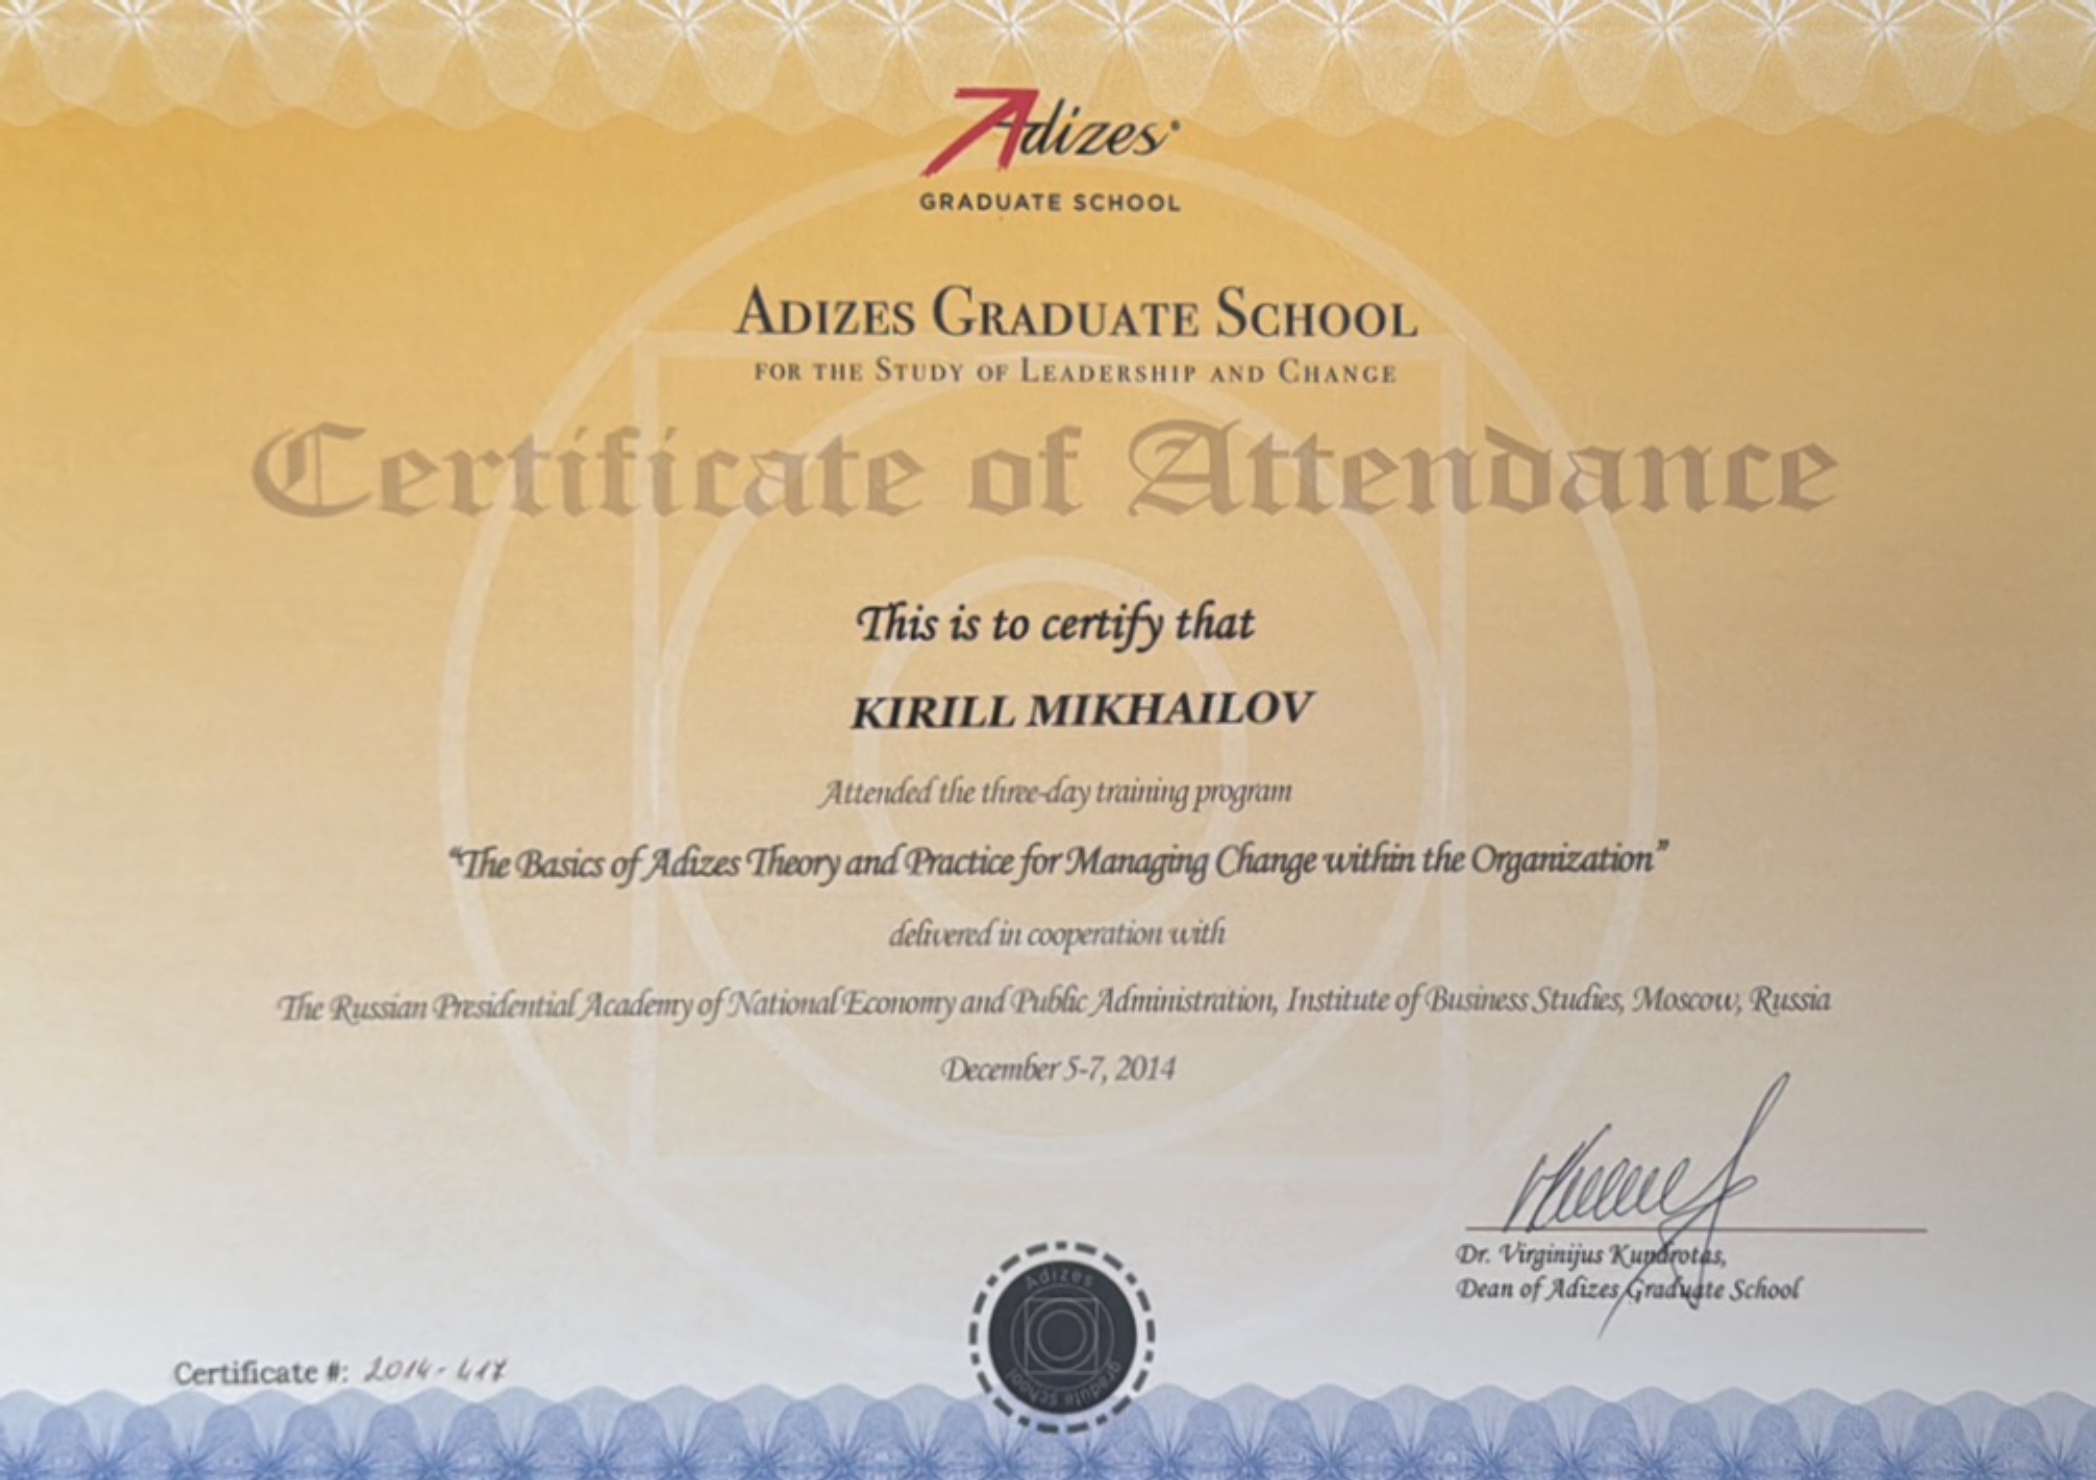 Adizes®
GRADUATE SCHOOL
ADIZES GRADUATE SCHOOL
FOR THE STUDY OF LEADERSHIP AND CHANGE
Certificate of Attendance
This is to certify that
KIRILL MIKHAILOV
Attended the three-day training program
“The Basics of Adizes Theory and Practice for Managing Change within the Organization”
delivered in cooperation with
The Russian Presidential Academy of National Economy and Public Administration, Institute of Business Studies, Moscow, Russia
December 5-7, 2014
Dr. Virginijus Kundrotas,
Dean of Adizes Graduate School
Adizes
graduate school
Certificate #: 2014-417